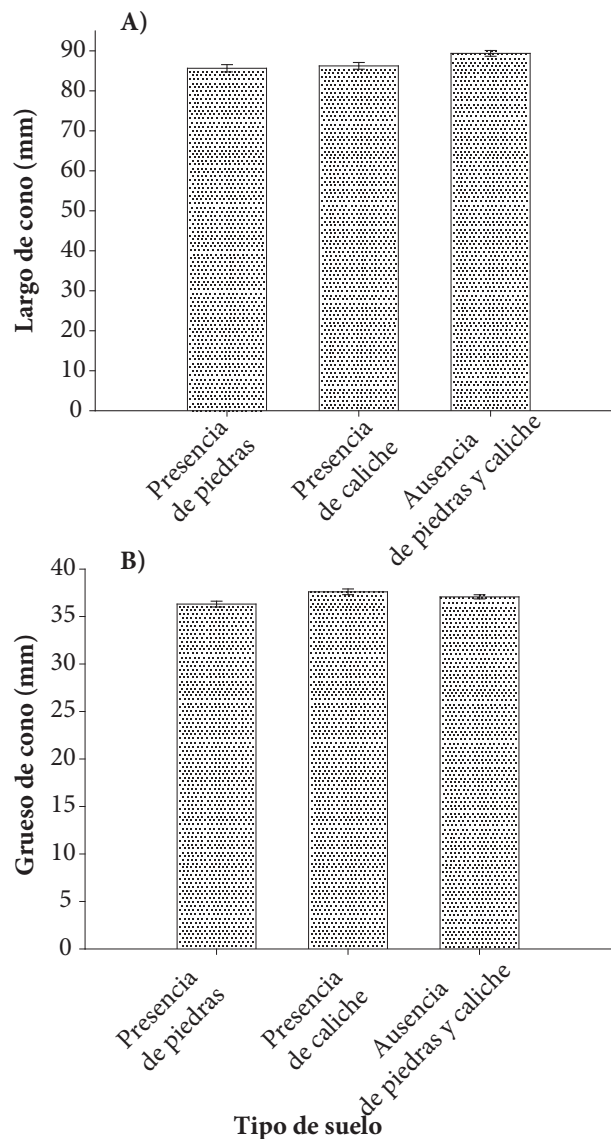 A)
Largo de cono (mm)
90
80
70
60
50
40
30
20
10
0
Presencia
de piedras
Presencia
de caliche
Ausencia
de piedras y caliche
B)
Grueso de cono (mm)
40
35
30
25
20
15
10
5
0
Presencia
de piedras
Presencia
de caliche
Ausencia
de piedras y caliche
Tipo de suelo